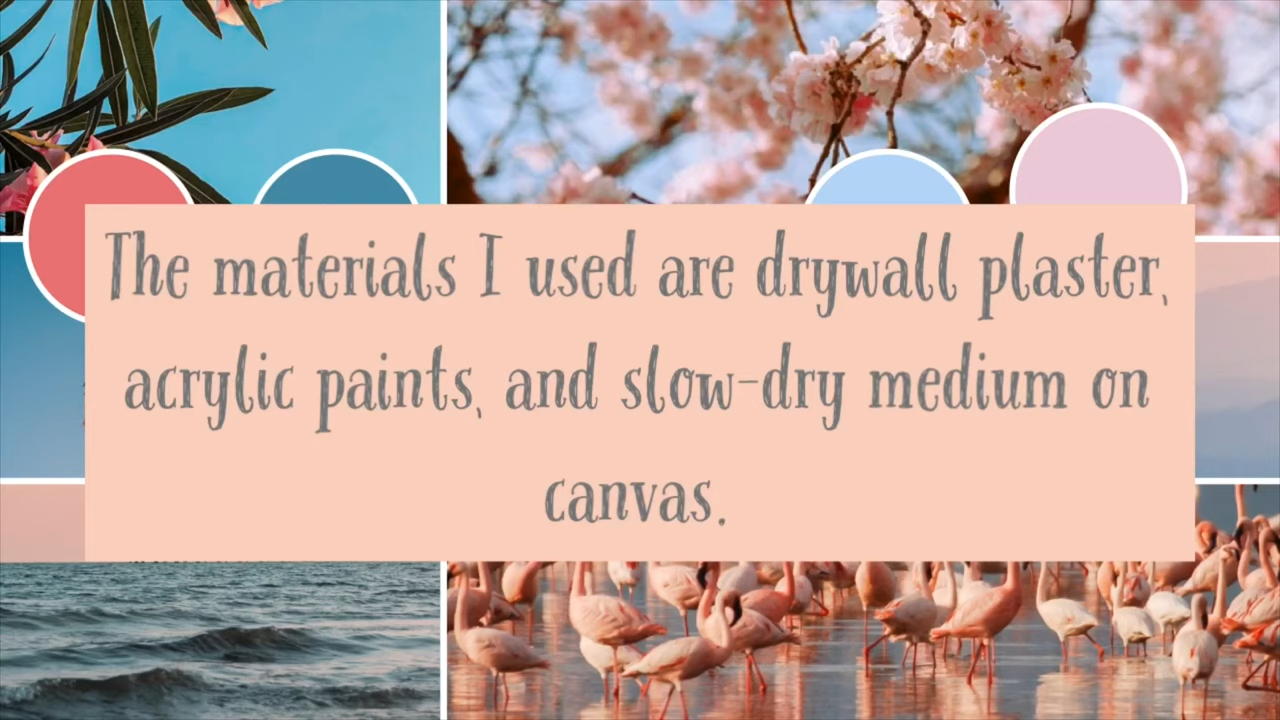 The materials I used are drywall plaster,
acrylic paints, and slow-dry medium on
canvas.